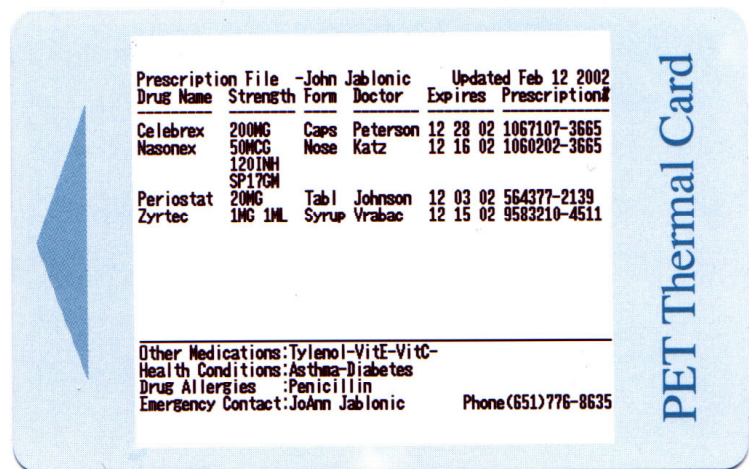 Prescription File -John Jablonic Updated Feb 12 2002
Drug Name Strength Form Doctor Expires Prescription#
Celebrex 200MG Caps Peterson 12 28 02 1067107-3665
Nasonex 50MCG Nose Katz 12 16 02 1060202-3665
120INH
SP17GM
Periostat 20MG Tabl Johnson 12 03 02 564377-2139
Zyrtec 1MG 1ML Syrup Vrabac 12 15 02 9583210-4511
Other Medications:Tylenol-VitE-VitC-
Health Conditions:Asthma-Diabetes
Drug Allergies :Penicillin
Emergency Contact:JoAnn Jablonic Phone(651)776-8635
PET Thermal Card